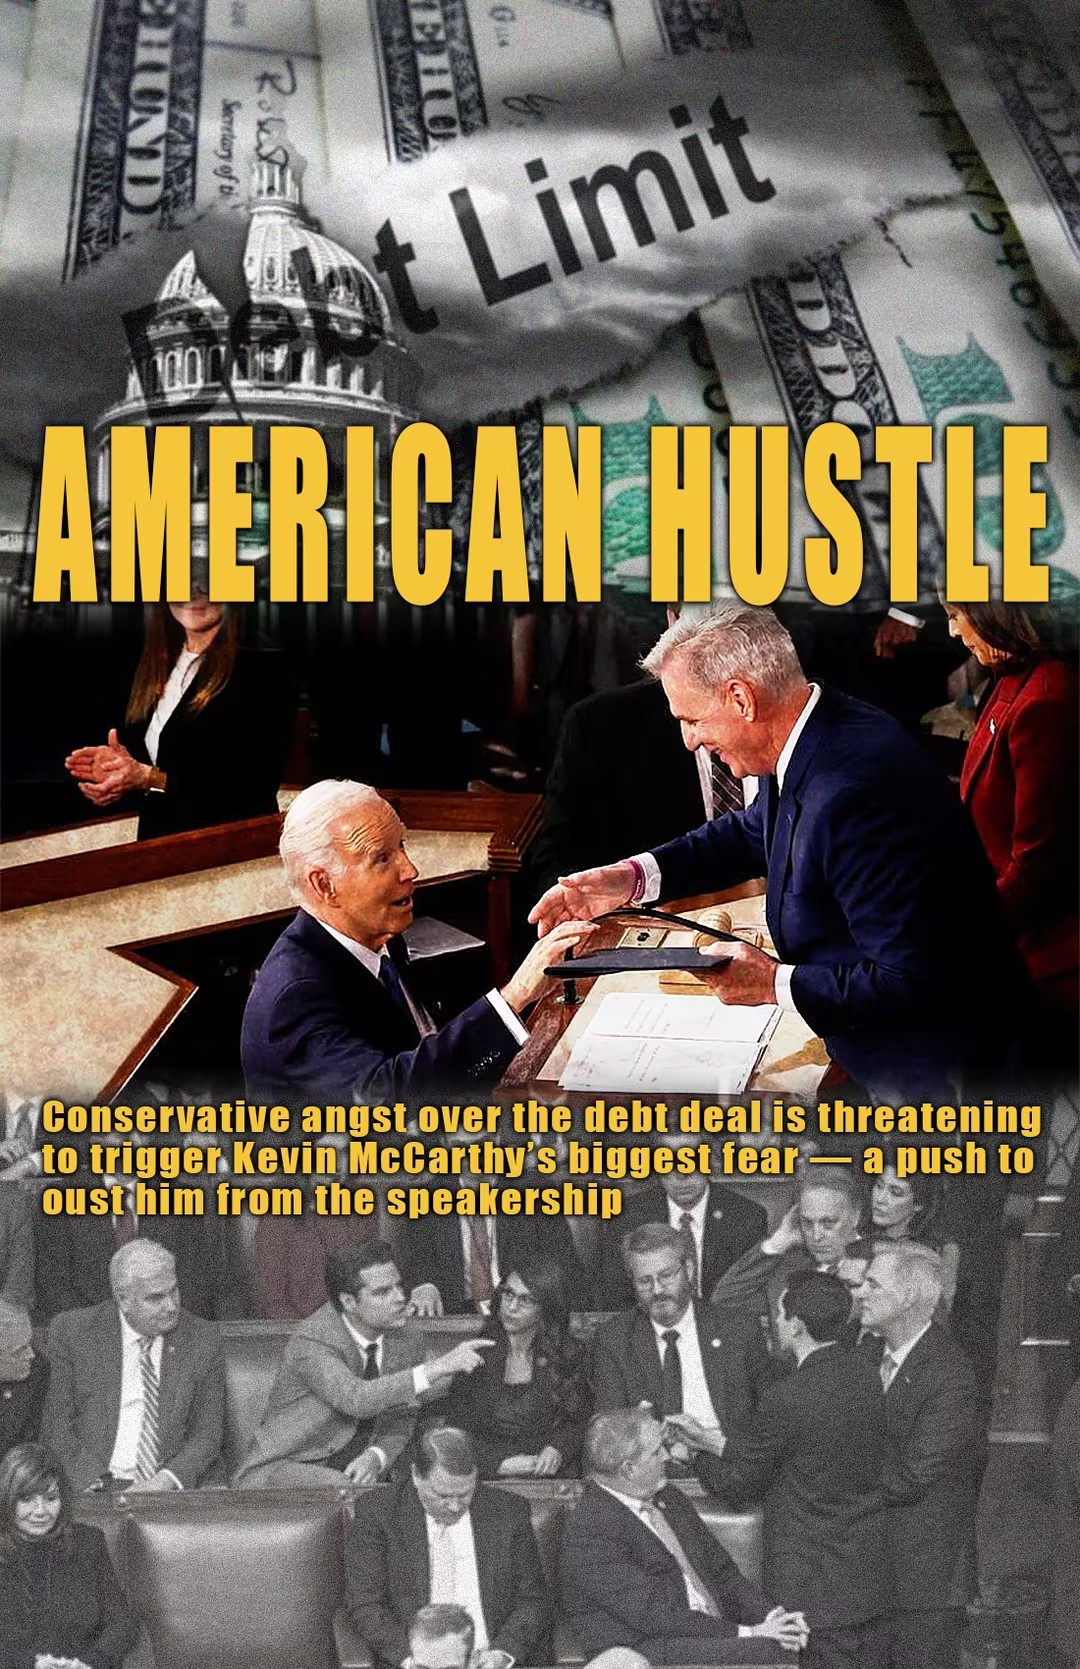 Debt Limit
AMERICAN HUSTLE
Conservative angst over the debt deal is threatening
to trigger Kevin McCarthy’s biggest fear — a push to
oust him from the speakership